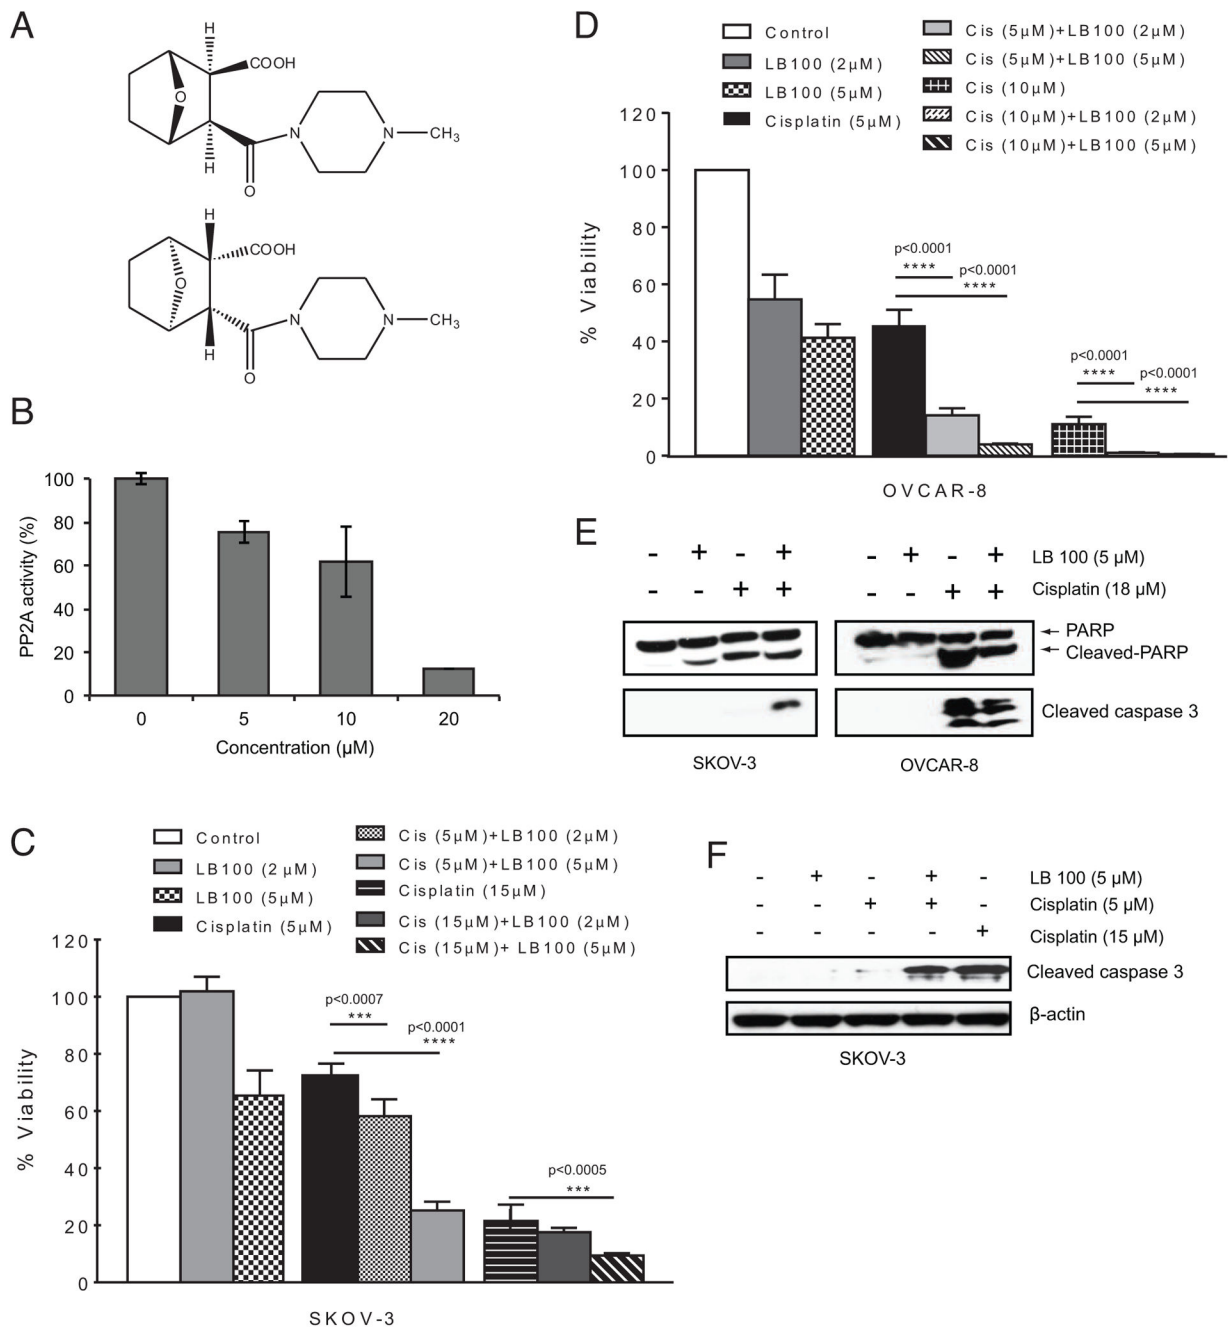 A
H
COOH
O
H
O
N
N
CH3
H
COOH
O
H
O
N
N
CH3
B
PP2A activity (%)
100
80
60
40
20
0
0 5 10 20
Concentration (µM)
C
Control
LB100 (2 µM)
LB100 (5µM)
Cisplatin (5µM)
Cis (5µM)+LB100 (2µM)
Cis (5µM)+LB100 (5µM)
Cisplatin (15µM)
Cis (15µM)+LB100 (2µM)
Cis (15µM)+ LB100 (5µM)
% Viability
120
100
80
60
40
20
0
p<0.0007
***
p<0.0001
****
p<0.0005
***
SKOV-3
D
Control
LB100 (2µM)
LB100 (5µM)
Cisplatin (5µM)
Cis (5µM)+LB100 (2µM)
Cis (5µM)+LB100 (5µM)
Cis (10µM)
Cis (10µM)+LB100 (2µM)
Cis (10µM)+LB100 (5µM)
% Viability
120
100
80
60
40
20
0
p<0.0001
****
p<0.0001
****
p<0.0001
****
p<0.0001
****
OVCAR-8
E
- + - + - + - + LB 100 (5 µM)
- - + + - - + + Cisplatin (18 µM)
PARP
Cleaved-PARP
Cleaved caspase 3
SKOV-3
OVCAR-8
F
- + - + - LB 100 (5 µM)
- - + + - Cisplatin (5 µM)
- - - - + Cisplatin (15 µM)
Cleaved caspase 3
β-actin
SKOV-3